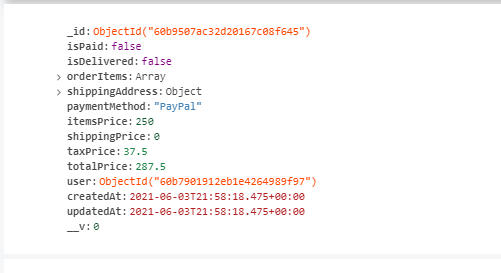 _id: ObjectId("60b9507ac32d20167c08f645")
isPaid: false
isDelivered: false
> orderItems: Array
> shippingAddress: Object
paymentMethod: "PayPal"
itemsPrice: 250
shippingPrice: 0
taxPrice: 37.5
totalPrice: 287.5
user: ObjectId("60b7901912eb1e4264989f97")
createdAt: 2021-06-03T21:58:18.475+00:00
updatedAt: 2021-06-03T21:58:18.475+00:00
__v: 0